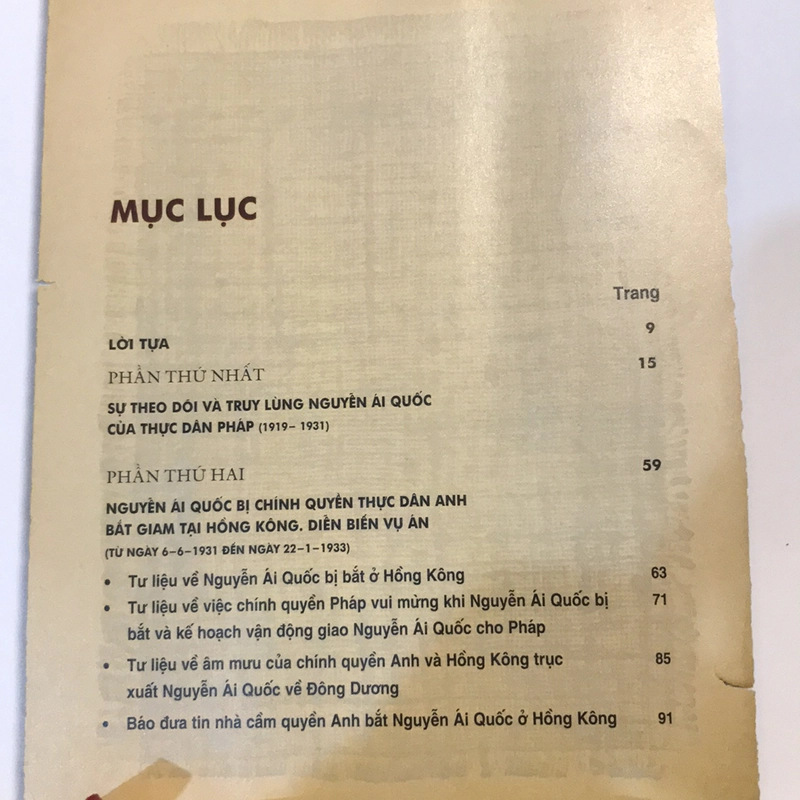 MỤC LỤC
Trang
LỜI TỰA 9
PHẦN THỨ NHẤT 15
SỰ THEO DÕI VÀ TRUY LÙNG NGUYỄN ÁI QUỐC
CỦA THỰC DÂN PHÁP (1919– 1931)
PHẦN THỨ HAI 59
NGUYỄN ÁI QUỐC BỊ CHÍNH QUYỀN THỰC DÂN ANH
BẮT GIAM TẠI HỒNG KÔNG. DIỄN BIẾN VỤ ÁN
(TỪ NGÀY 6–6–1931 ĐẾN NGÀY 22–1–1933)
• Tư liệu về Nguyễn Ái Quốc bị bắt ở Hồng Kông 63
• Tư liệu về việc chính quyền Pháp vui mừng khi Nguyễn Ái Quốc bị 71
bắt và kế hoạch vận động giao Nguyễn Ái Quốc cho Pháp
• Tư liệu về âm mưu của chính quyền Anh và Hồng Kông trục 85
xuất Nguyễn Ái Quốc về Đông Dương
• Báo đưa tin nhà cầm quyền Anh bắt Nguyễn Ái Quốc ở Hồng Kông 91